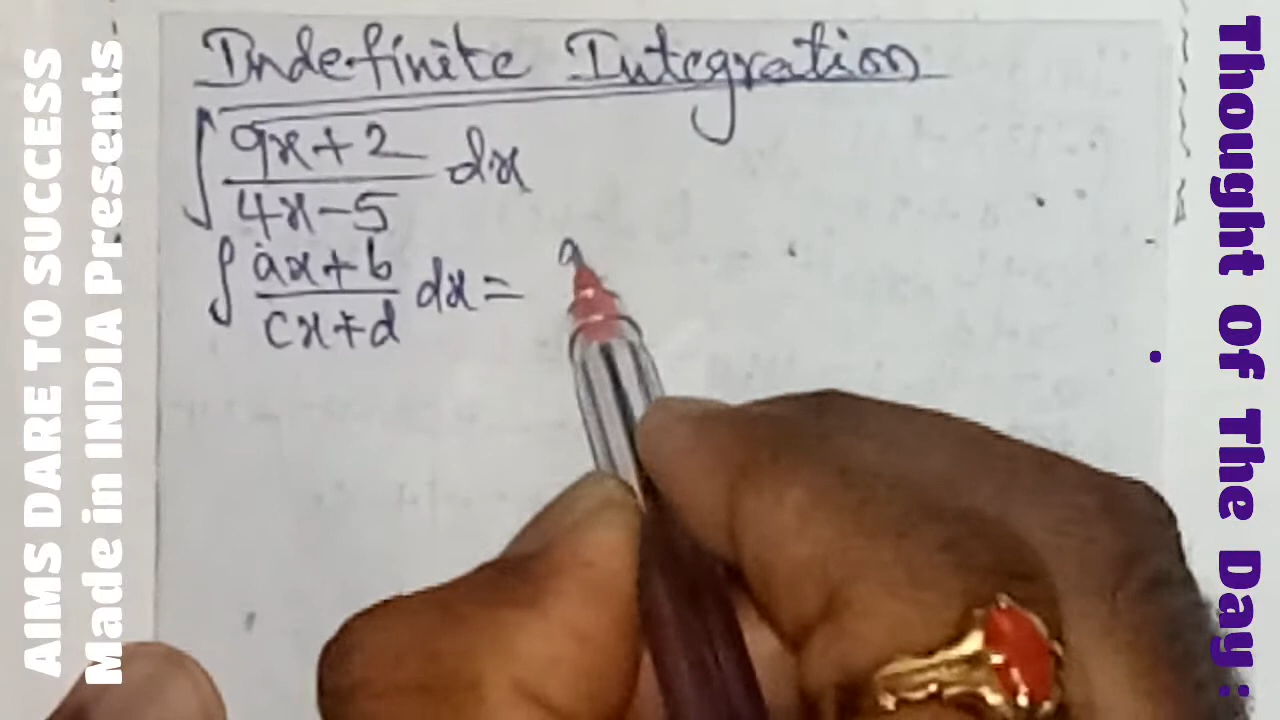 AIMS DARE TO SUCCESS
Made in INDIA Presents
Indefinite Integration
∫ (9x+2)/(4x-5) dx
∫ (ax+b)/(cx+d) dx =
Thought Of The Day :